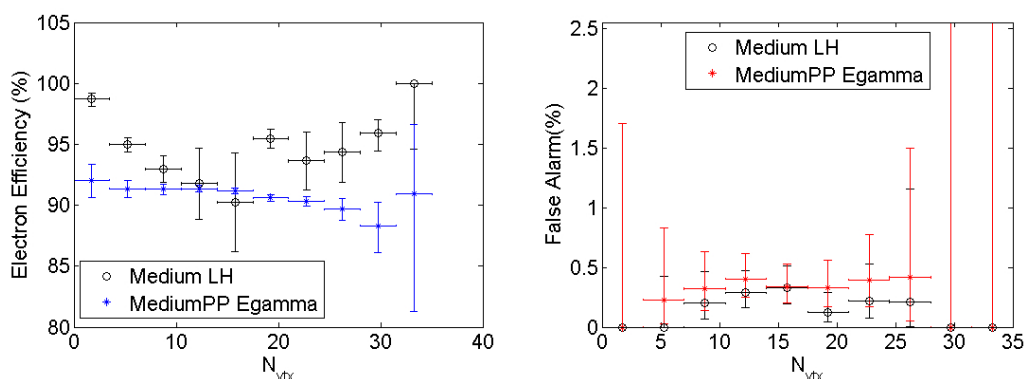 105
100
95
90
85
80
Electron Efficiency (%)
Medium LH
MediumPP Egamma
0 10 20 30 40
N_vtx
2.5
2
1.5
1
0.5
0
False Alarm(%)
Medium LH
MediumPP Egamma
0 5 10 15 20 25 30 35
N_vtx